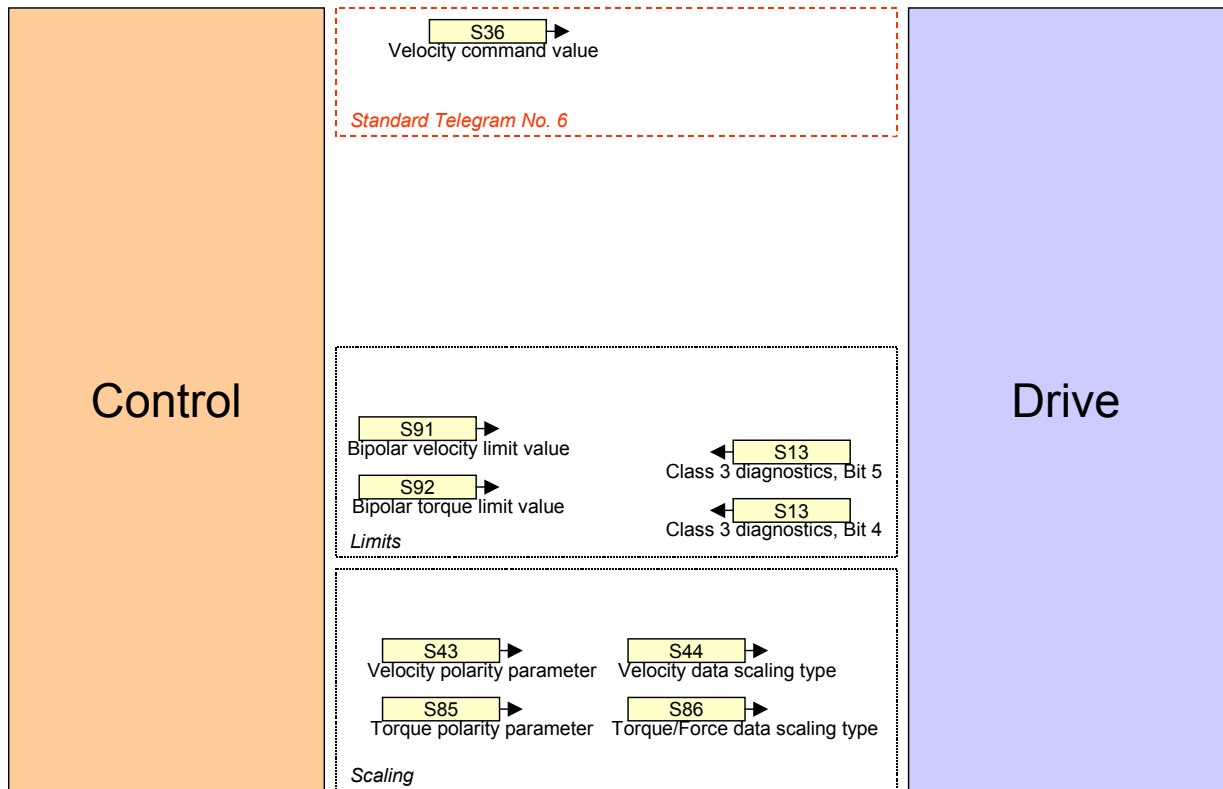 S36
Velocity command value
Standard Telegram No. 6
Control
Drive
S91
Bipolar velocity limit value
S13
Class 3 diagnostics, Bit 5
S92
Bipolar torque limit value
S13
Class 3 diagnostics, Bit 4
Limits
S43
Velocity polarity parameter
S44
Velocity data scaling type
S85
Torque polarity parameter
S86
Torque/Force data scaling type
Scaling